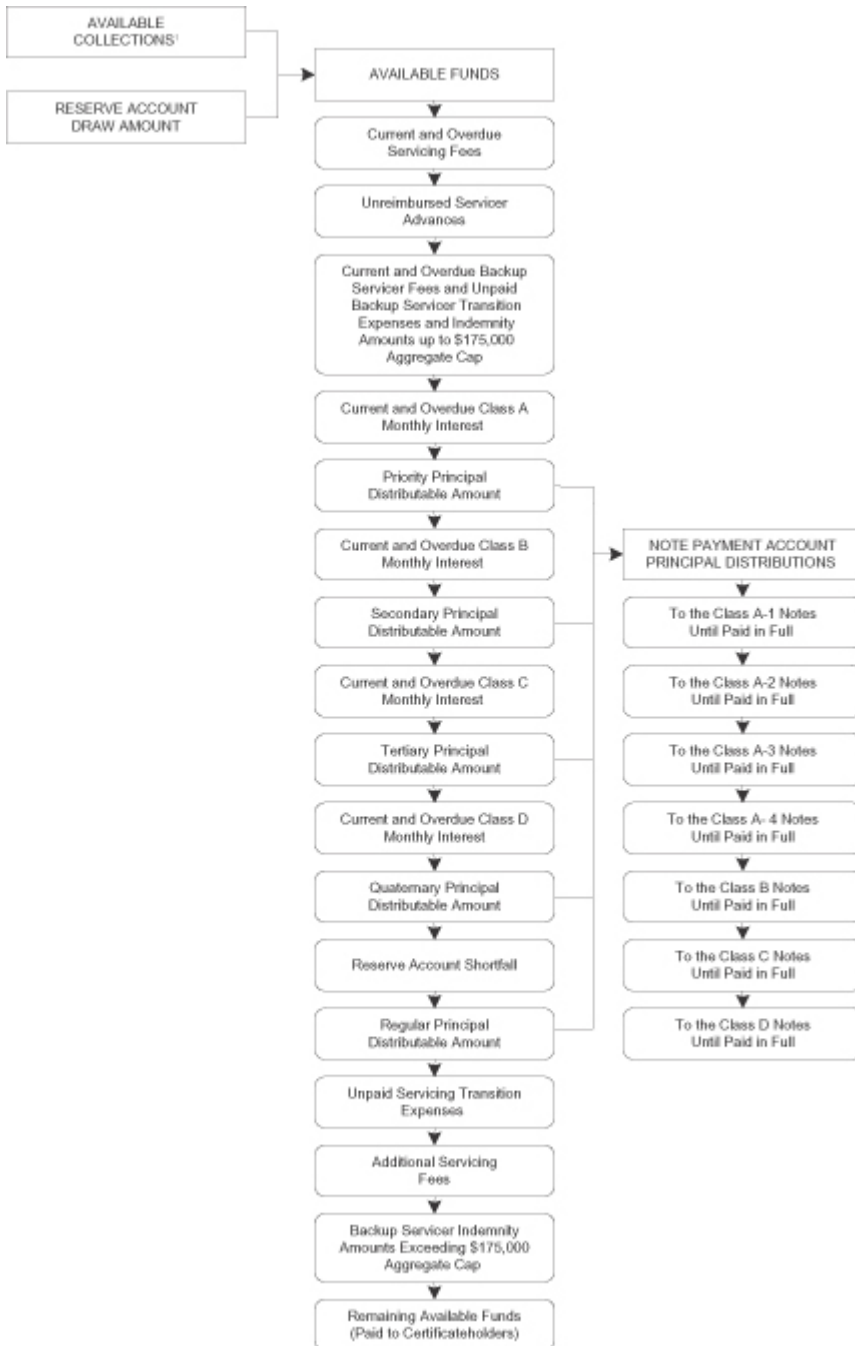 AVAILABLE
COLLECTIONS¹
RESERVE ACCOUNT
DRAW AMOUNT
AVAILABLE FUNDS
Current and Overdue
Servicing Fees
Unreimbursed Servicer
Advances
Current and Overdue Backup
Servicer Fees and Unpaid
Backup Servicer Transition
Expenses and Indemnity
Amounts up to $175,000
Aggregate Cap
Current and Overdue Class A
Monthly Interest
Priority Principal
Distributable Amount
Current and Overdue Class B
Monthly Interest
Secondary Principal
Distributable Amount
Current and Overdue Class C
Monthly Interest
Tertiary Principal
Distributable Amount
Current and Overdue Class D
Monthly Interest
Quaternary Principal
Distributable Amount
Reserve Account Shortfall
Regular Principal
Distributable Amount
Unpaid Servicing Transition
Expenses
Additional Servicing
Fees
Backup Servicer Indemnity
Amounts Exceeding $175,000
Aggregate Cap
Remaining Available Funds
(Paid to Certificateholders)
NOTE PAYMENT ACCOUNT
PRINCIPAL DISTRIBUTIONS
To the Class A-1 Notes
Until Paid in Full
To the Class A-2 Notes
Until Paid in Full
To the Class A-3 Notes
Until Paid in Full
To the Class A- 4 Notes
Until Paid in Full
To the Class B Notes
Until Paid in Full
To the Class C Notes
Until Paid in Full
To the Class D Notes
Until Paid in Full